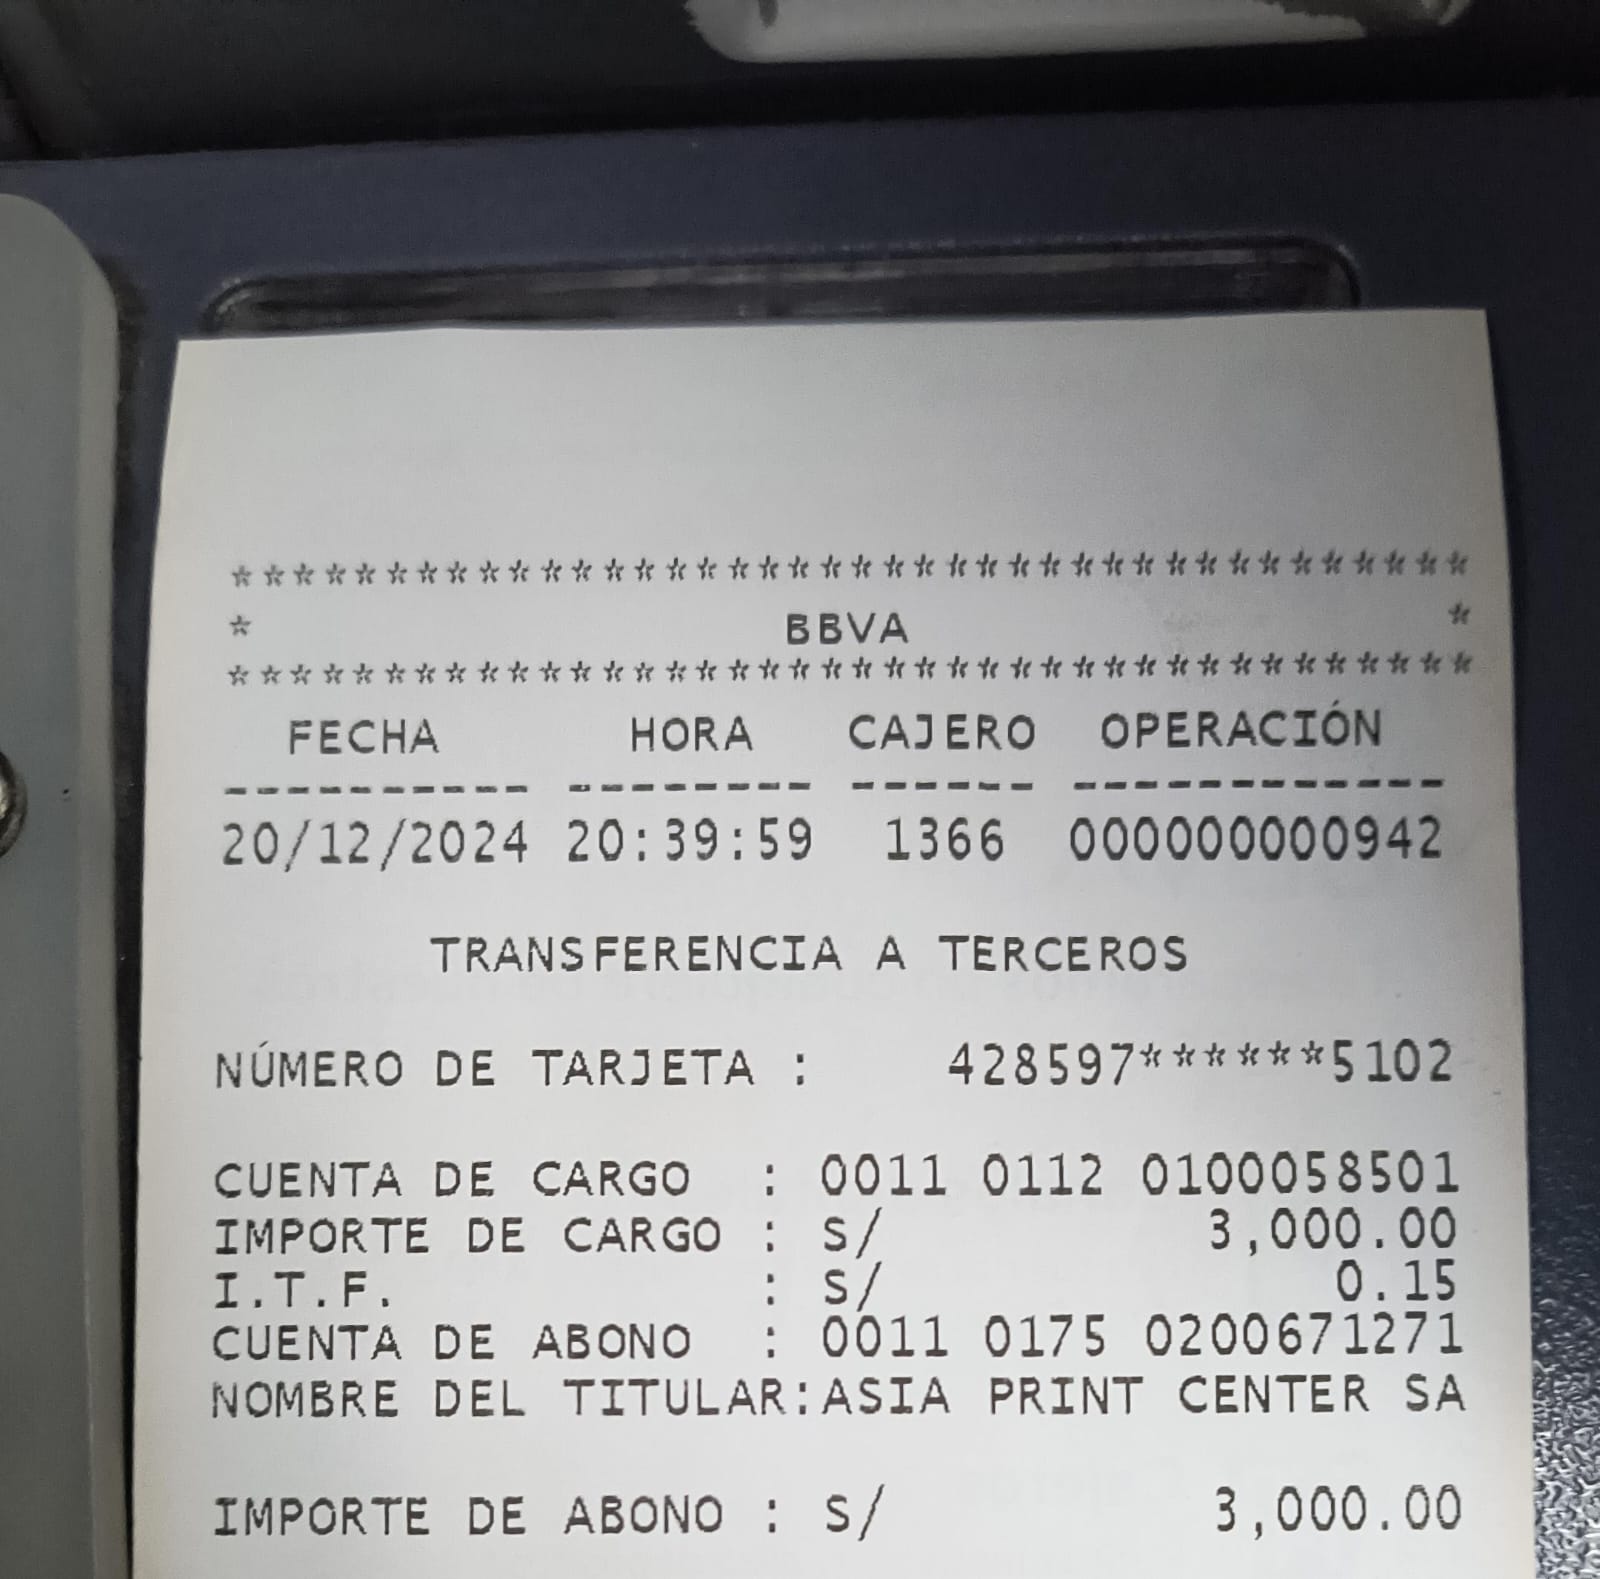 ****************************************
* BBVA *
****************************************
FECHA HORA CAJERO OPERACIÓN
---------- -------- ------ ------------
20/12/2024 20:39:59 1366 000000000942
TRANSFERENCIA A TERCEROS
NÚMERO DE TARJETA : 428597******5102
CUENTA DE CARGO : 0011 0112 0100058501
IMPORTE DE CARGO : S/ 3,000.00
I.T.F. : S/ 0.15
CUENTA DE ABONO : 0011 0175 0200671271
NOMBRE DEL TITULAR:ASIA PRINT CENTER SA
IMPORTE DE ABONO : S/ 3,000.00